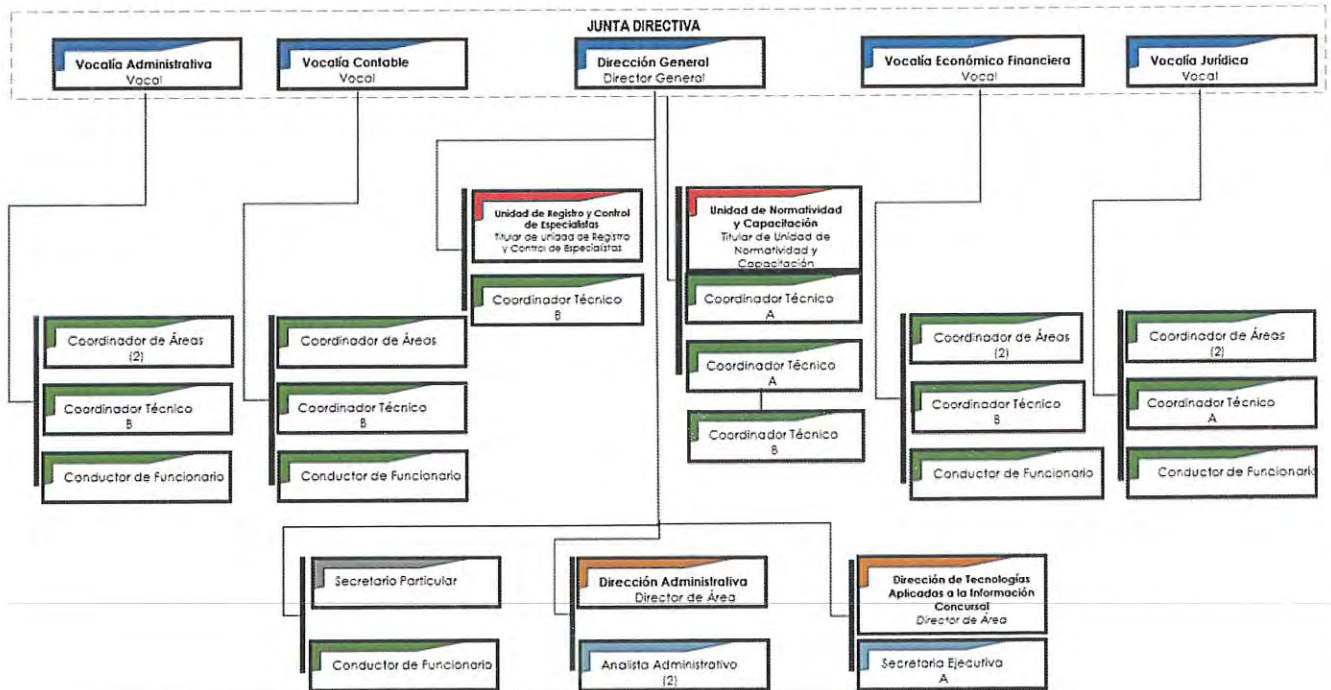 JUNTA DIRECTIVA
Vocalía Administrativa
Vocal
Vocalía Contable
Vocal
Dirección General
Director General
Vocalía Económico Financiera
Vocal
Vocalía Jurídica
Vocal
Unidad de Registro y Control
de Especialistas
Titular de unidad de Registro
y Control de Especialistas
Coordinador Técnico
B
Unidad de Normatividad
y Capacitación
Titular de Unidad de
Normatividad y
Capacitación
Coordinador Técnico
A
Coordinador Técnico
A
Coordinador Técnico
B
Coordinador de Áreas
(2)
Coordinador Técnico
B
Conductor de Funcionario
Coordinador de Áreas
Coordinador Técnico
B
Conductor de Funcionario
Coordinador de Áreas
(2)
Coordinador Técnico
B
Conductor de Funcionario
Coordinador de Áreas
(2)
Coordinador Técnico
A
Conductor de Funcionario
Secretario Particular
Conductor de Funcionario
Dirección Administrativa
Director de Área
Analista Administrativo
(2)
Dirección de Tecnologías
Aplicadas a la Información
Concursal
Director de Área
Secretaria Ejecutiva
A